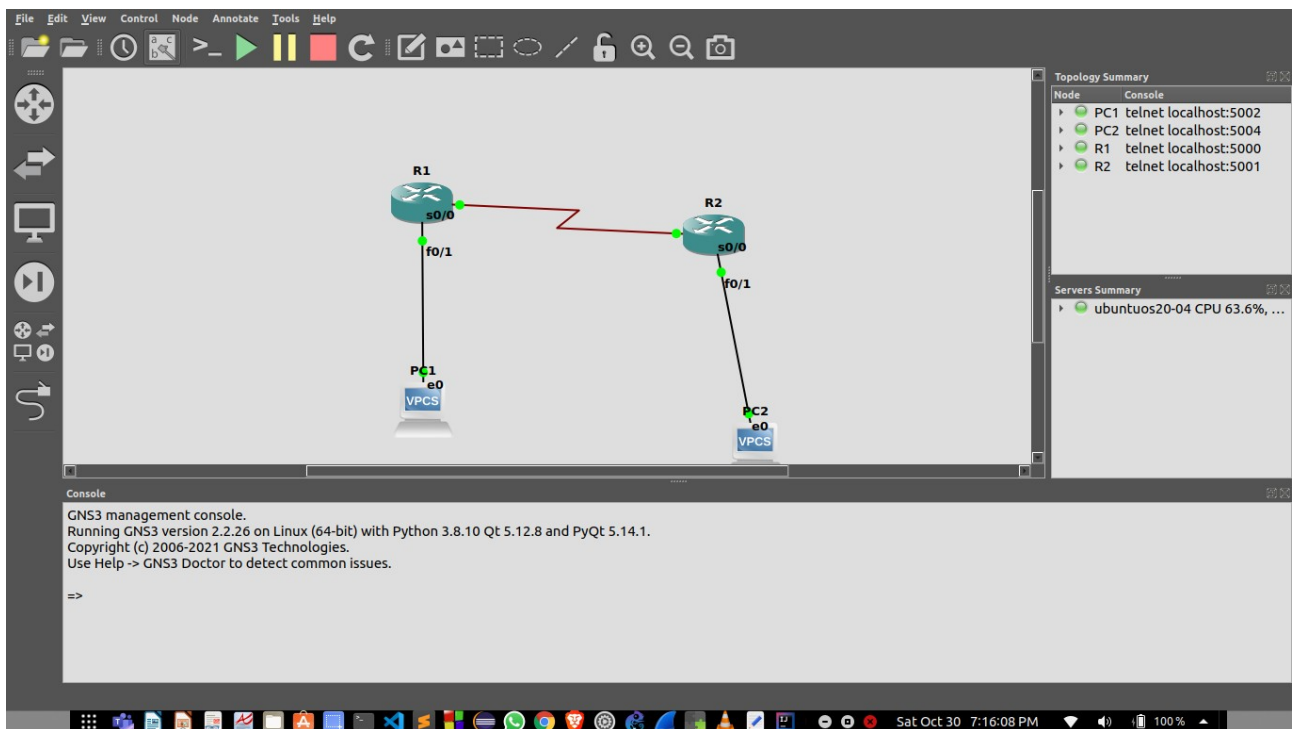 File Edit View Control Node Annotate Tools Help
Topology Summary
Node Console
PC1 telnet localhost:5002
PC2 telnet localhost:5004
R1 telnet localhost:5000
R2 telnet localhost:5001
R1
s0/0
f0/1
R2
s0/0
f0/1
PC1
e0
VPCS
PC2
e0
VPCS
Servers Summary
ubuntuos20-04 CPU 63.6%, ...
Console
GNS3 management console.
Running GNS3 version 2.2.26 on Linux (64-bit) with Python 3.8.10 Qt 5.12.8 and PyQt 5.14.1.
Copyright (c) 2006-2021 GNS3 Technologies.
Use Help -> GNS3 Doctor to detect common issues.
=>
Sat Oct 30 7:16:08 PM
100 %